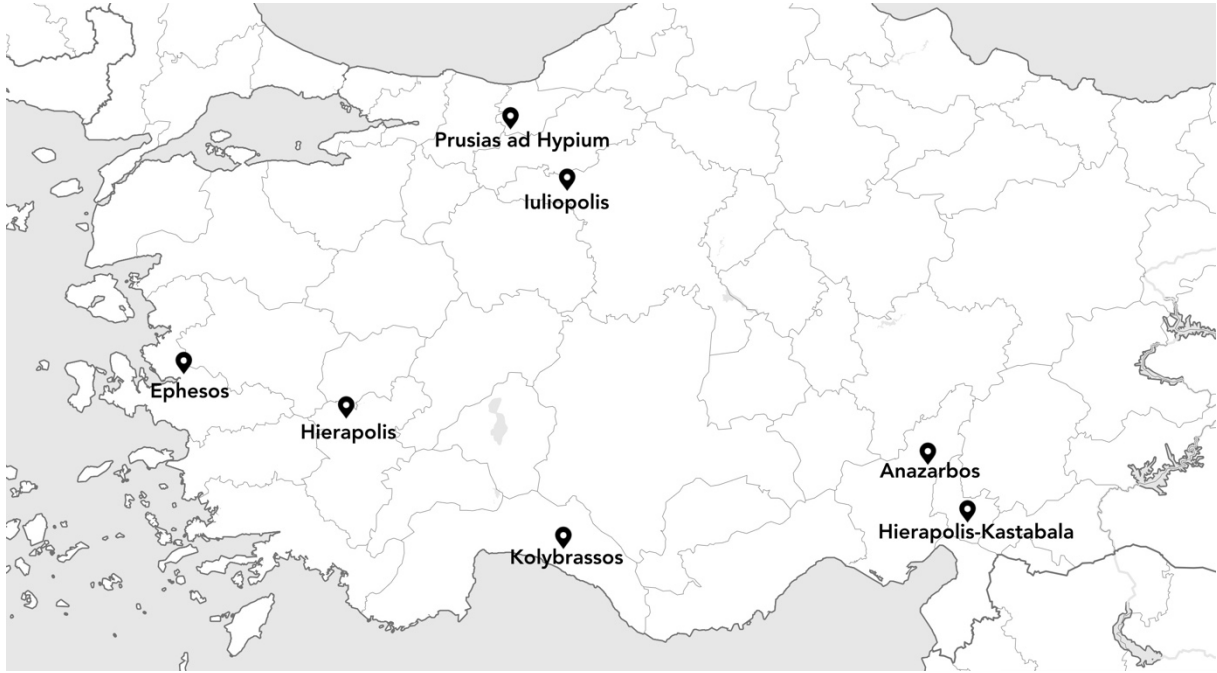 Prusias ad Hypium
Iuliopolis
Ephesos
Hierapolis
Anazarbos
Hierapolis-Kastabala
Kolybrassos